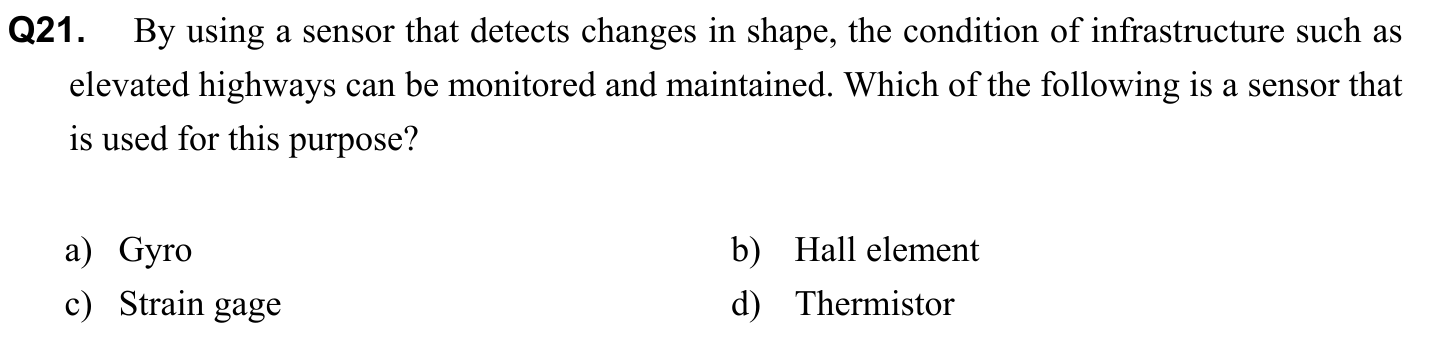 Q21. By using a sensor that detects changes in shape, the condition of infrastructure such as
elevated highways can be monitored and maintained. Which of the following is a sensor that
is used for this purpose?
a) Gyro b) Hall element
c) Strain gage d) Thermistor